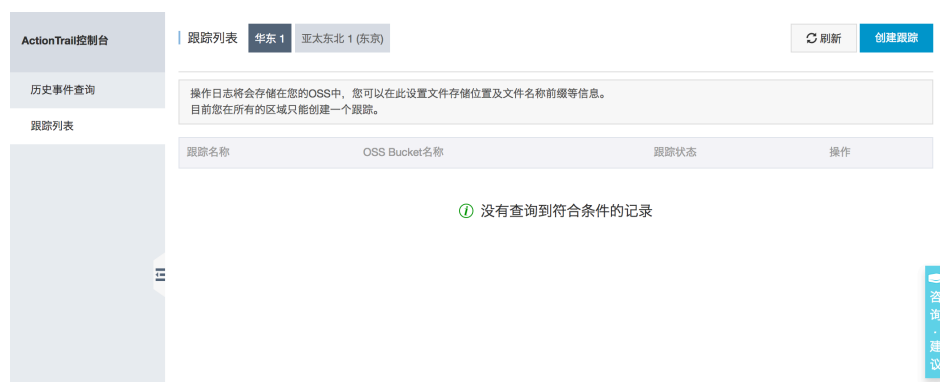 ActionTrail控制台
历史事件查询
跟踪列表
跟踪列表 华东 1 亚太东北 1 (东京) 刷新 创建跟踪
操作日志将会存储在您的OSS中，您可以在此设置文件存储位置及文件名称前缀等信息。
目前您在所有的区域只能创建一个跟踪。
跟踪名称 OSS Bucket名称 跟踪状态 操作
没有查询到符合条件的记录
咨询·建议